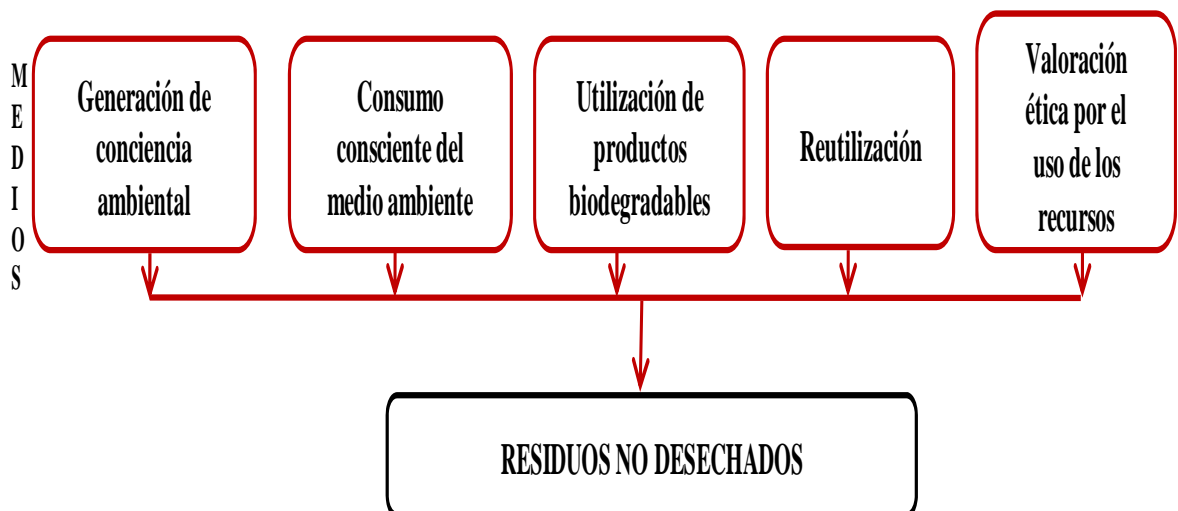 MEDIOS
Generación de
conciencia
ambiental
Consumo
consciente del
medio ambiente
Utilización de
productos
biodegradables
Reutilización
Valoración
ética por el
uso de los
recursos
RESIDUOS NO DESECHADOS